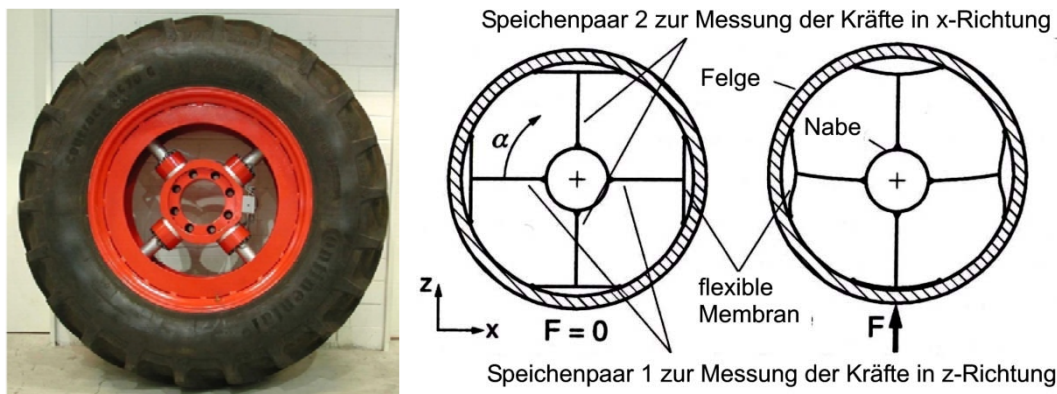 Speichenpaar 2 zur Messung der Kräfte in x-Richtung
Felge
Nabe
α
z
x
F = 0
flexible
Membran
F
Speichenpaar 1 zur Messung der Kräfte in z-Richtung